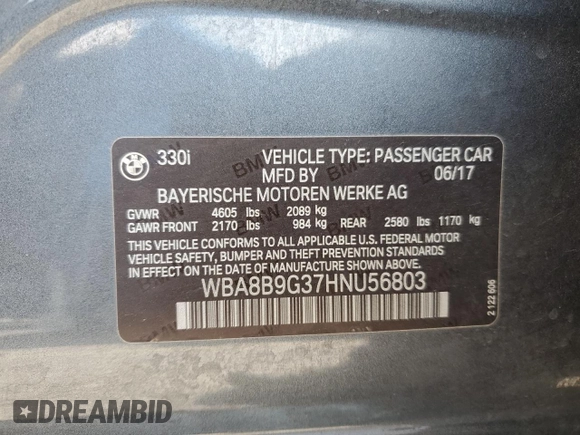 330i VEHICLE TYPE: PASSENGER CAR
MFD BY 06/17
BAYERISCHE MOTOREN WERKE AG
GVWR 4605 lbs 2089 kg
GAWR FRONT 2170 lbs 984 kg REAR 2580 lbs 1170 kg
THIS VEHICLE CONFORMS TO ALL APPLICABLE U.S. FEDERAL MOTOR
VEHICLE SAFETY, BUMPER AND THEFT PREVENTION STANDARDS
IN EFFECT ON THE DATE OF MANUFACTURE SHOWN ABOVE.
WBA8B9G37HNU56803
2 122 606
DREAMBID